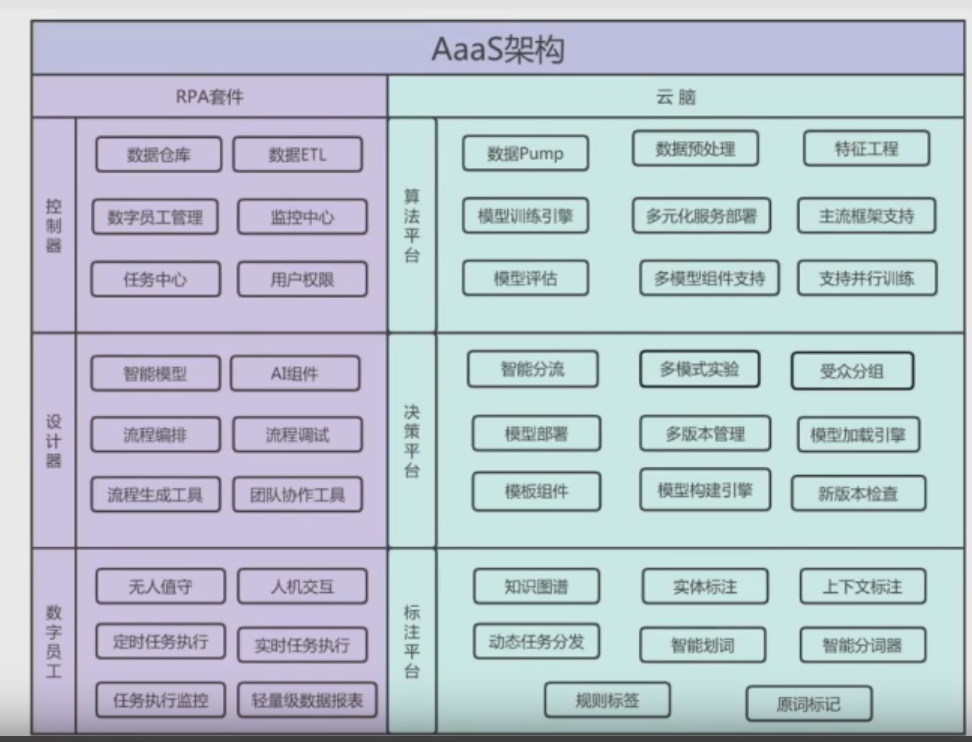 AaaS架构
RPA套件
云 脑
控制器
数据仓库 数据ETL
数字员工管理 监控中心
任务中心 用户权限
算法平台
数据Pump 数据预处理 特征工程
模型训练引擎 多元化服务部署 主流框架支持
模型评估 多模型组件支持 支持并行训练
设计器
智能模型 AI组件
流程编排 流程调试
流程生成工具 团队协作工具
决策平台
智能分流 多模式实验 受众分组
模型部署 多版本管理 模型加载引擎
模板组件 模型构建引擎 新版本检查
数字员工
无人值守 人机交互
定时任务执行 实时任务执行
任务执行监控 轻量级数据报表
标注平台
知识图谱 实体标注 上下文标注
动态任务分发 智能划词 智能分词器
规则标签 原词标记